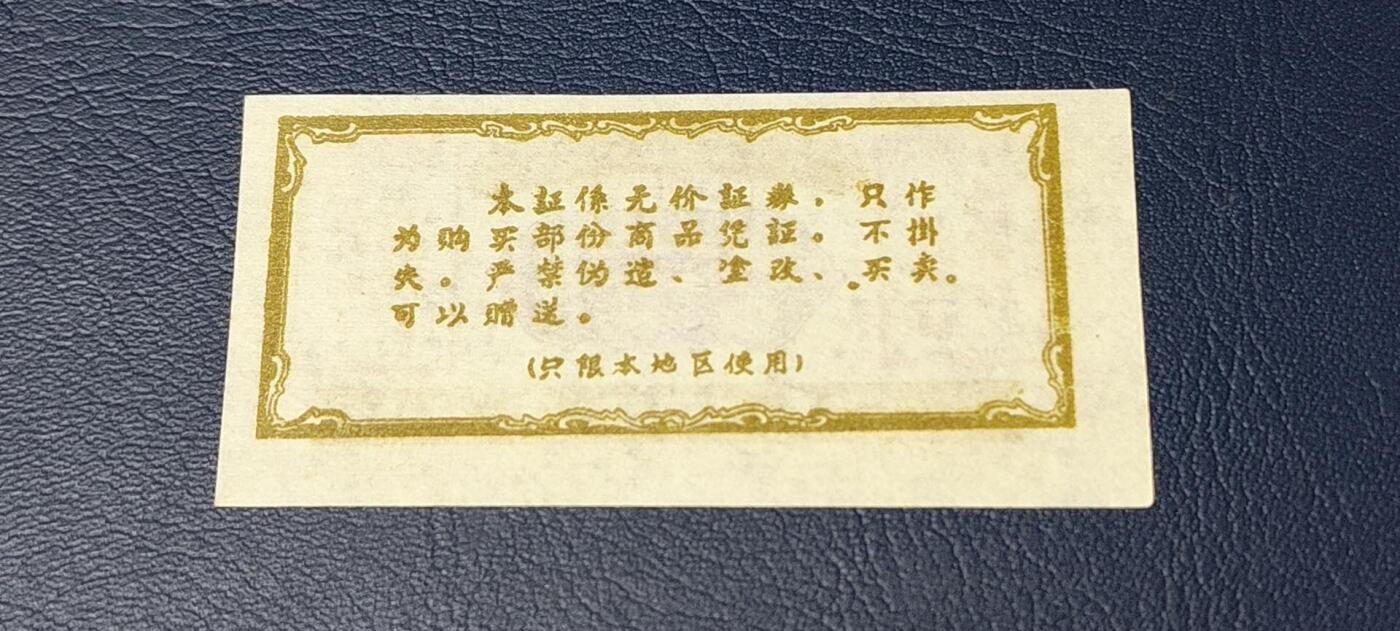 本証係无价証券，只作
为购买部份商品凭証。不掛
失。严禁伪造、塗改、买卖。
可以赠送。
(只限本地区使用)